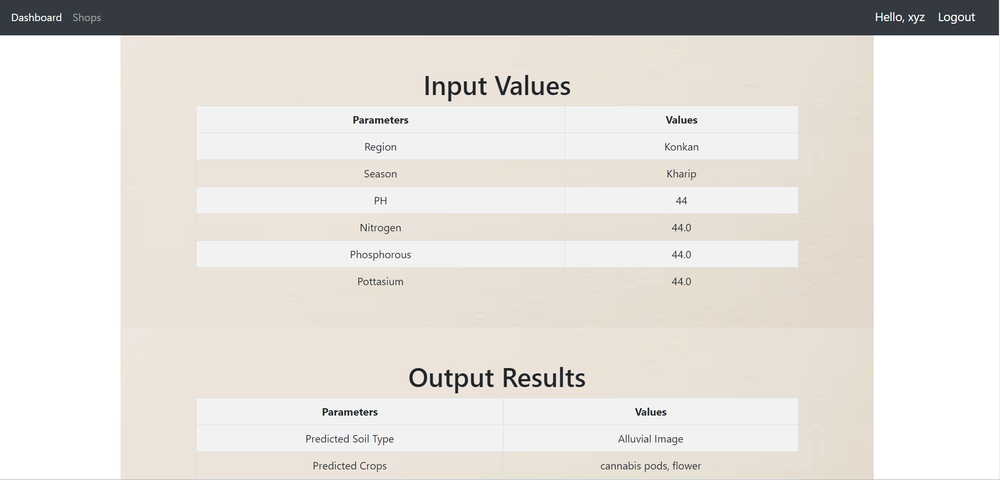 Dashboard Shops Hello, xyz Logout
Input Values
Parameters Values
Region Konkan
Season Kharip
PH 44
Nitrogen 44.0
Phosphorous 44.0
Pottasium 44.0
Output Results
Parameters Values
Predicted Soil Type Alluvial Image
Predicted Crops cannabis pods, flower